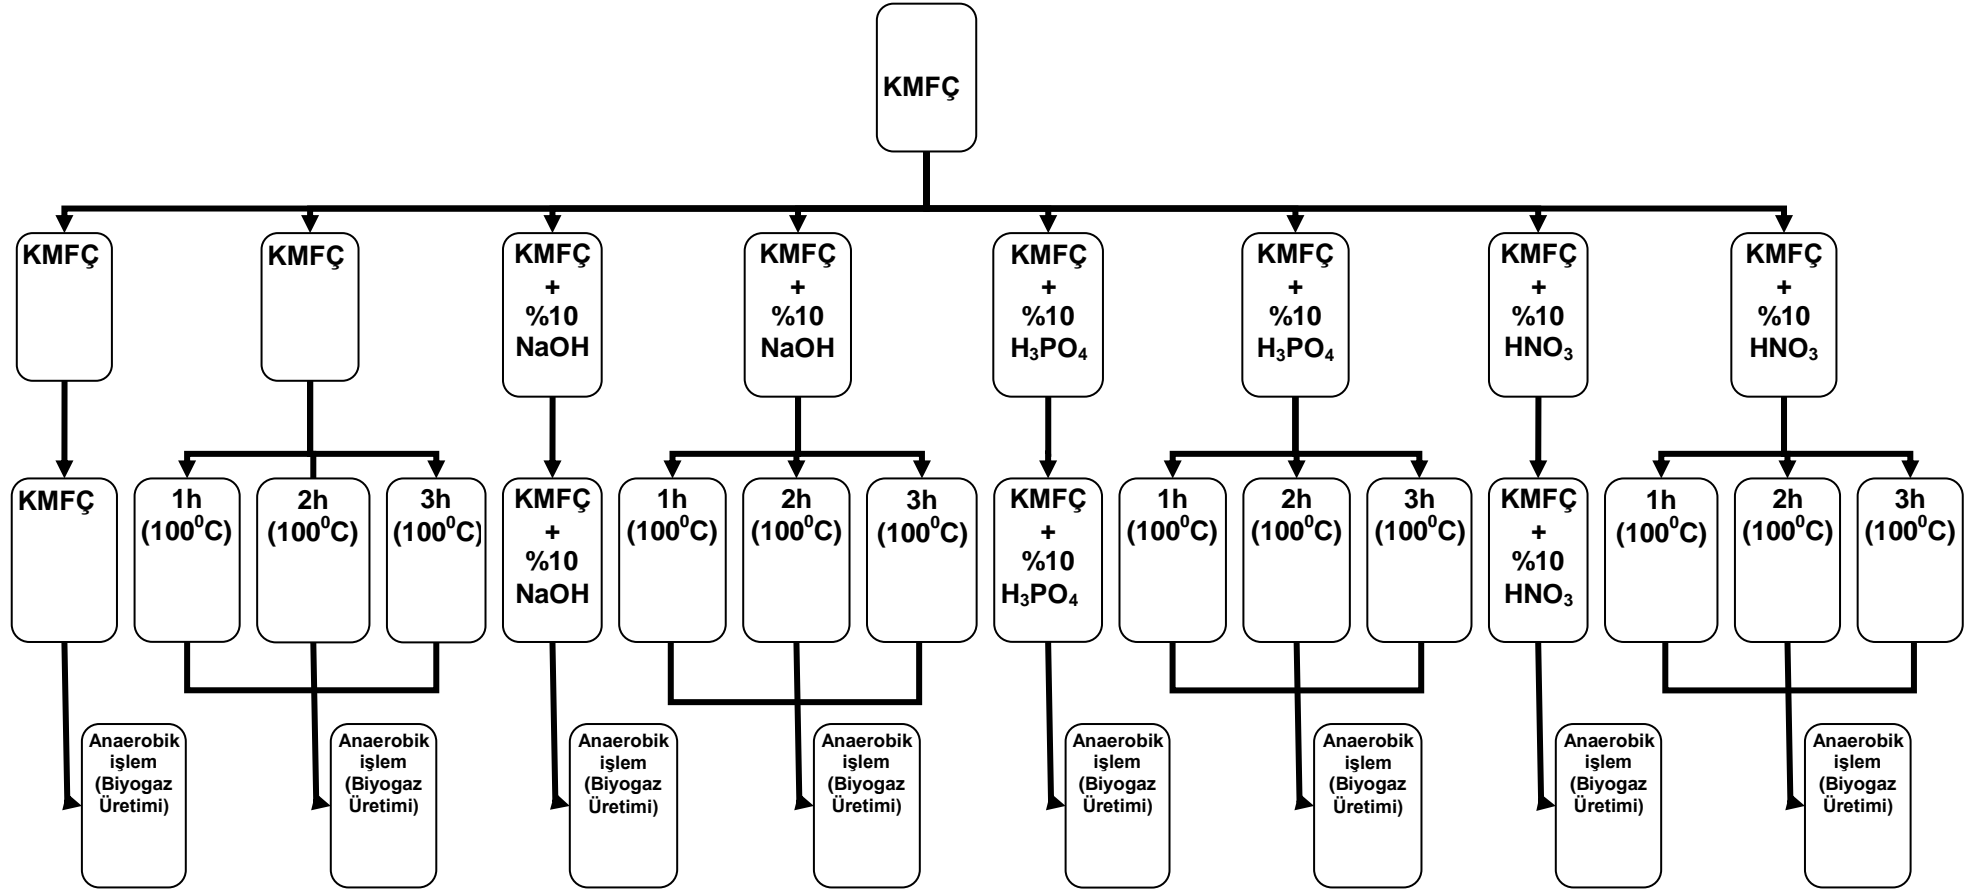 KMFÇ
KMFÇ
KMFÇ
KMFÇ
+
%10
NaOH
KMFÇ
+
%10
NaOH
KMFÇ
+
%10
H₃PO₄
KMFÇ
+
%10
H₃PO₄
KMFÇ
+
%10
HNO₃
KMFÇ
+
%10
HNO₃
KMFÇ
1h
(100⁰C)
2h
(100⁰C)
3h
(100⁰C)
KMFÇ
+
%10
NaOH
1h
(100⁰C)
2h
(100⁰C)
3h
(100⁰C)
KMFÇ
+
%10
H₃PO₄
1h
(100⁰C)
2h
(100⁰C)
3h
(100⁰C)
KMFÇ
+
%10
HNO₃
1h
(100⁰C)
2h
(100⁰C)
3h
(100⁰C)
Anaerobik
işlem
(Biyogaz
Üretimi)
Anaerobik
işlem
(Biyogaz
Üretimi)
Anaerobik
işlem
(Biyogaz
Üretimi)
Anaerobik
işlem
(Biyogaz
Üretimi)
Anaerobik
işlem
(Biyogaz
Üretimi)
Anaerobik
işlem
(Biyogaz
Üretimi)
Anaerobik
işlem
(Biyogaz
Üretimi)
Anaerobik
işlem
(Biyogaz
Üretimi)